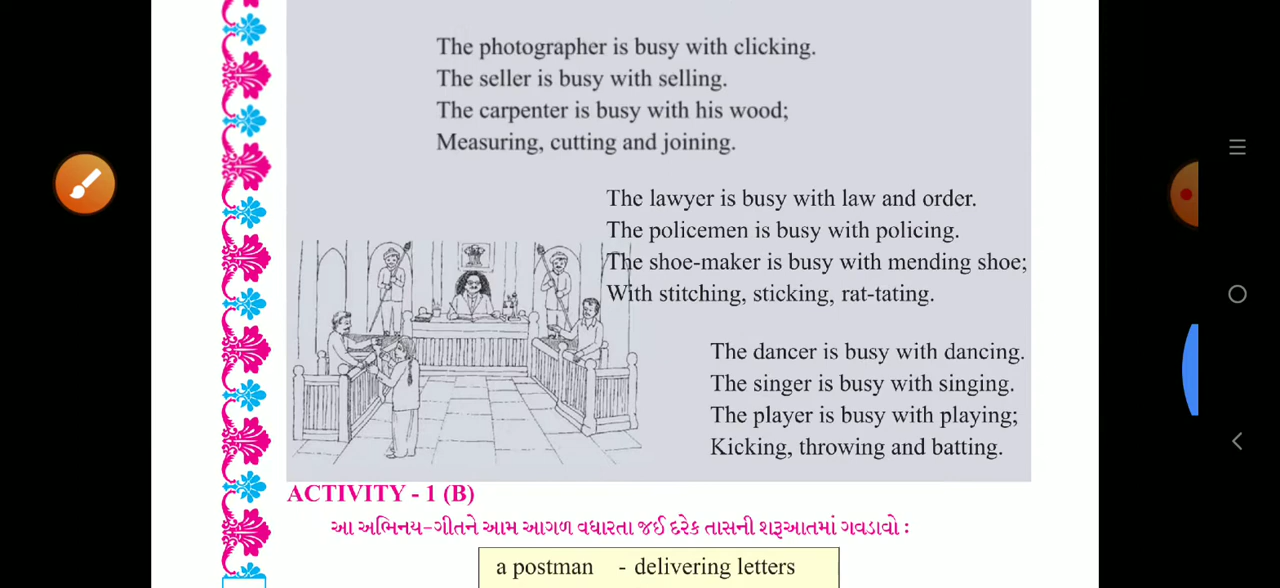 The photographer is busy with clicking.
The seller is busy with selling.
The carpenter is busy with his wood;
Measuring, cutting and joining.
The lawyer is busy with law and order.
The policemen is busy with policing.
The shoe-maker is busy with mending shoe;
With stitching, sticking, rat-tating.
The dancer is busy with dancing.
The singer is busy with singing.
The player is busy with playing;
Kicking, throwing and batting.
ACTIVITY - 1 (B)
આ અભિનય-ગીતને આમ આગળ વધારતા જઈ દરેક તાસની શરૂઆતમાં ગવડાવો :
a postman - delivering letters